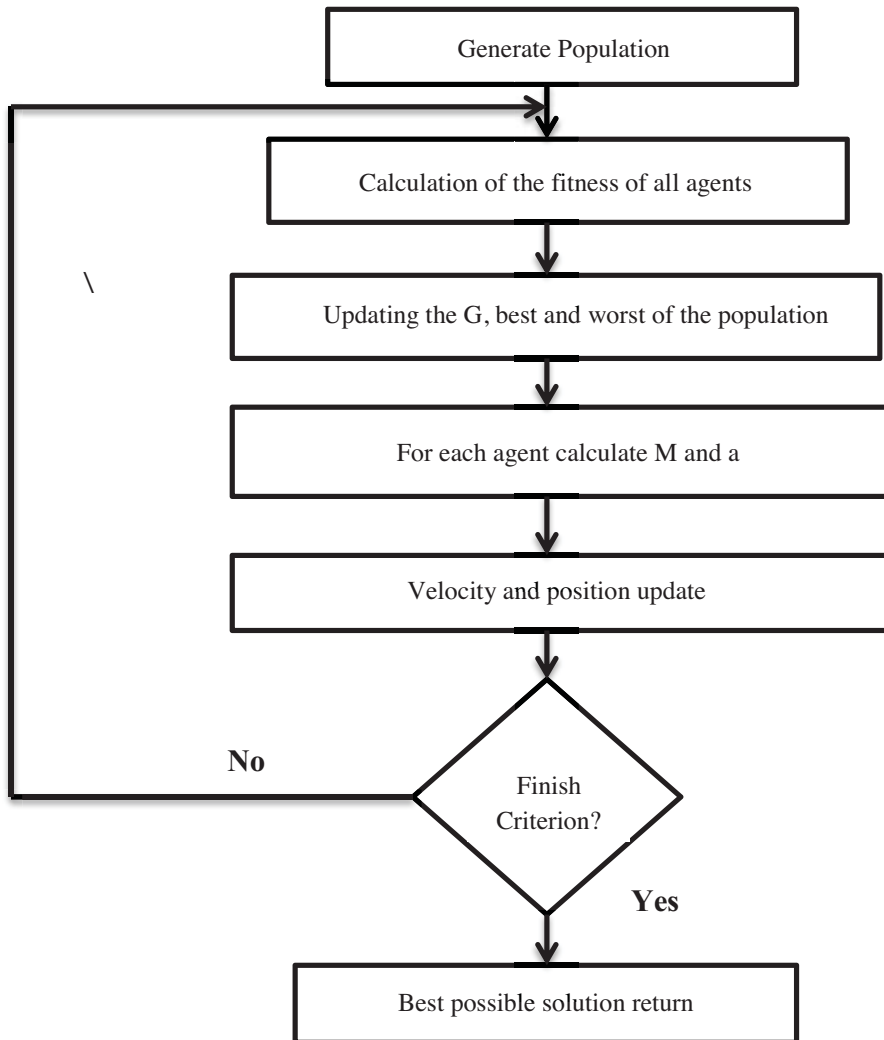 Generate Population
Calculation of the fitness of all agents
\
Updating the G, best and worst of the population
For each agent calculate M and a
Velocity and position update
No
Finish
Criterion?
Yes
Best possible solution return